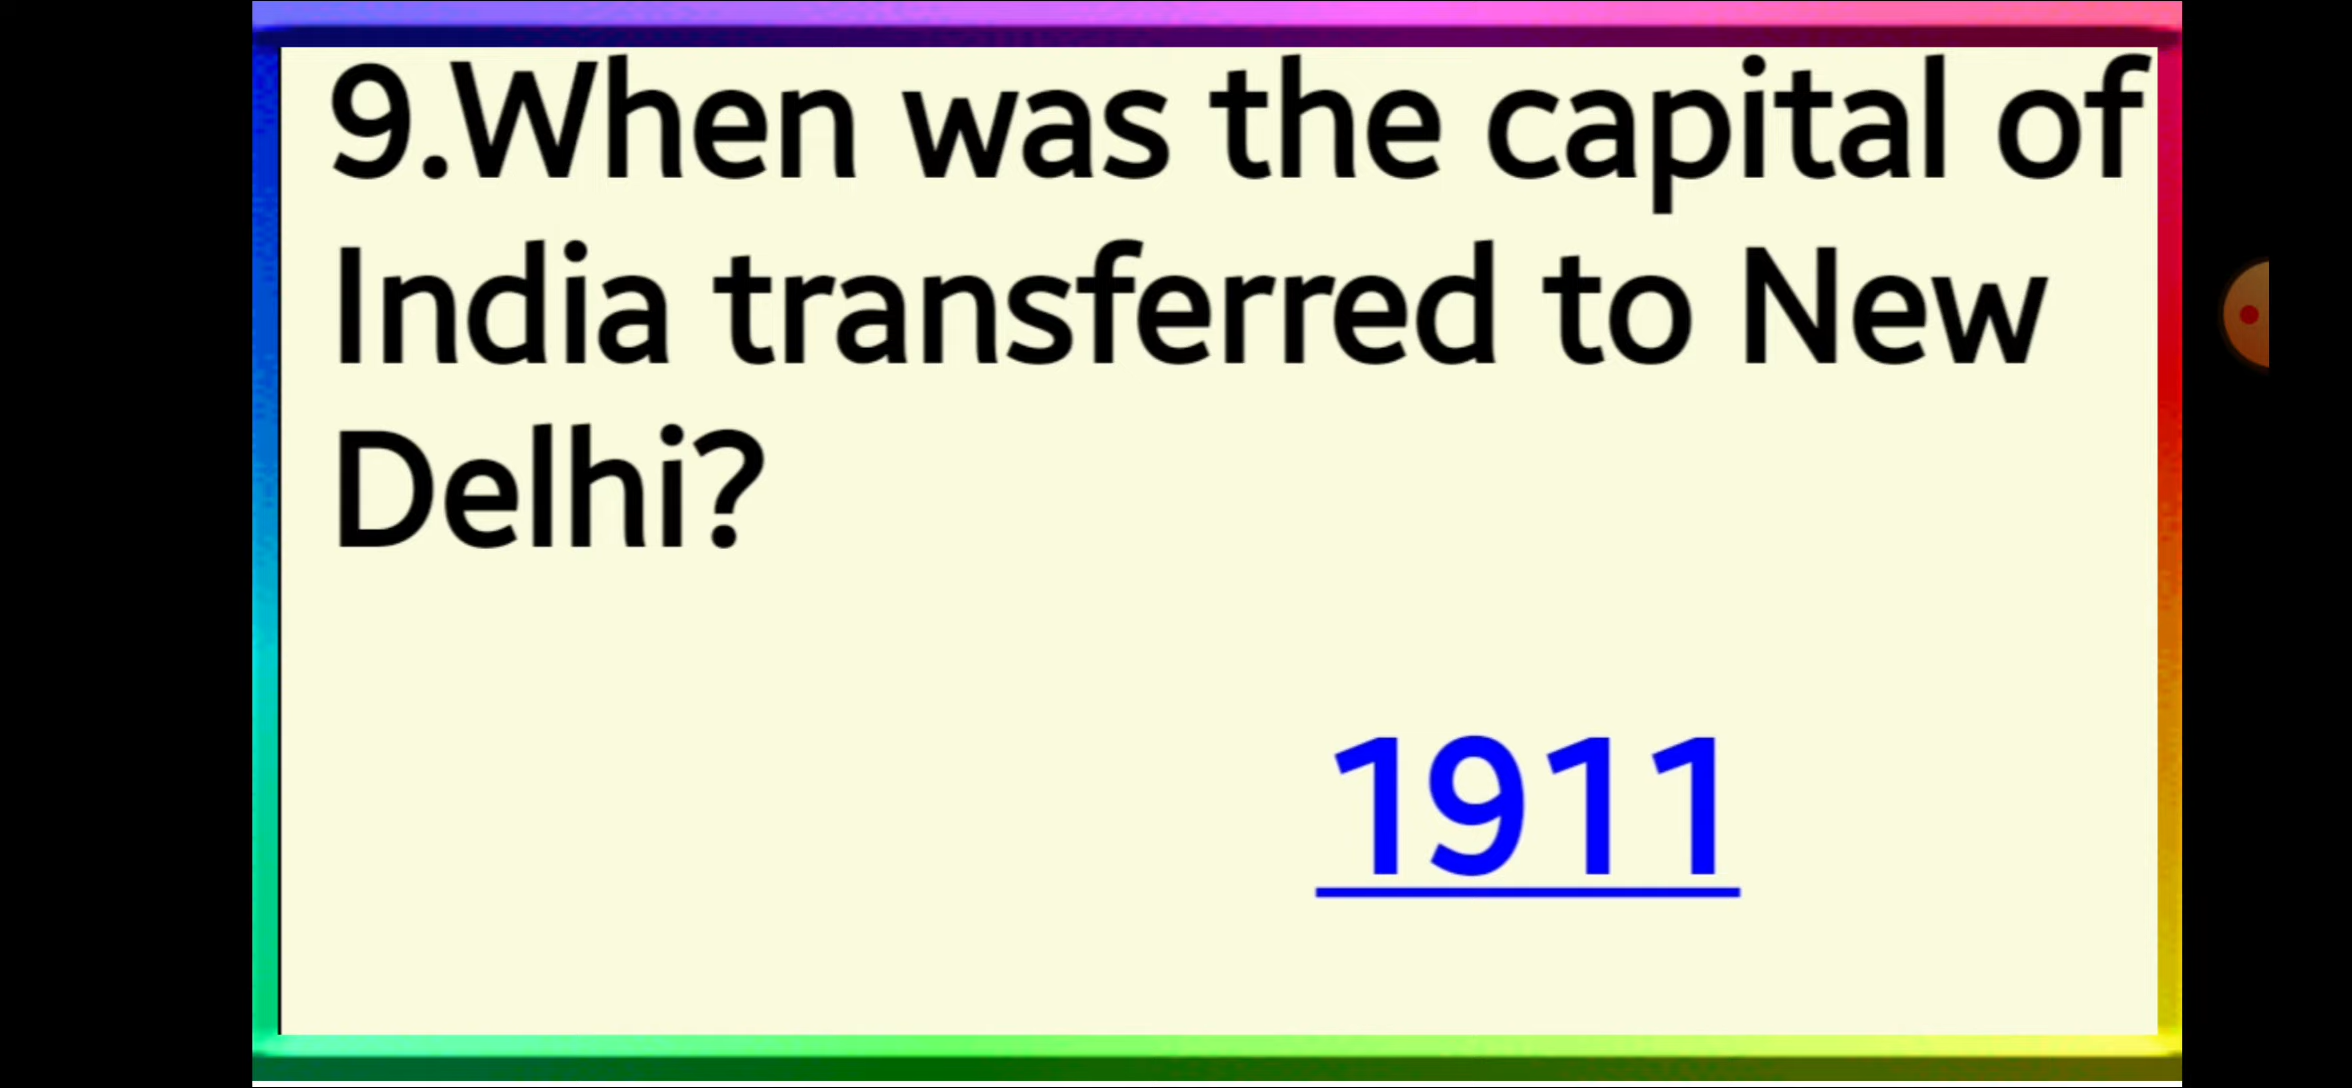 9.When was the capital of
India transferred to New
Delhi?
1911